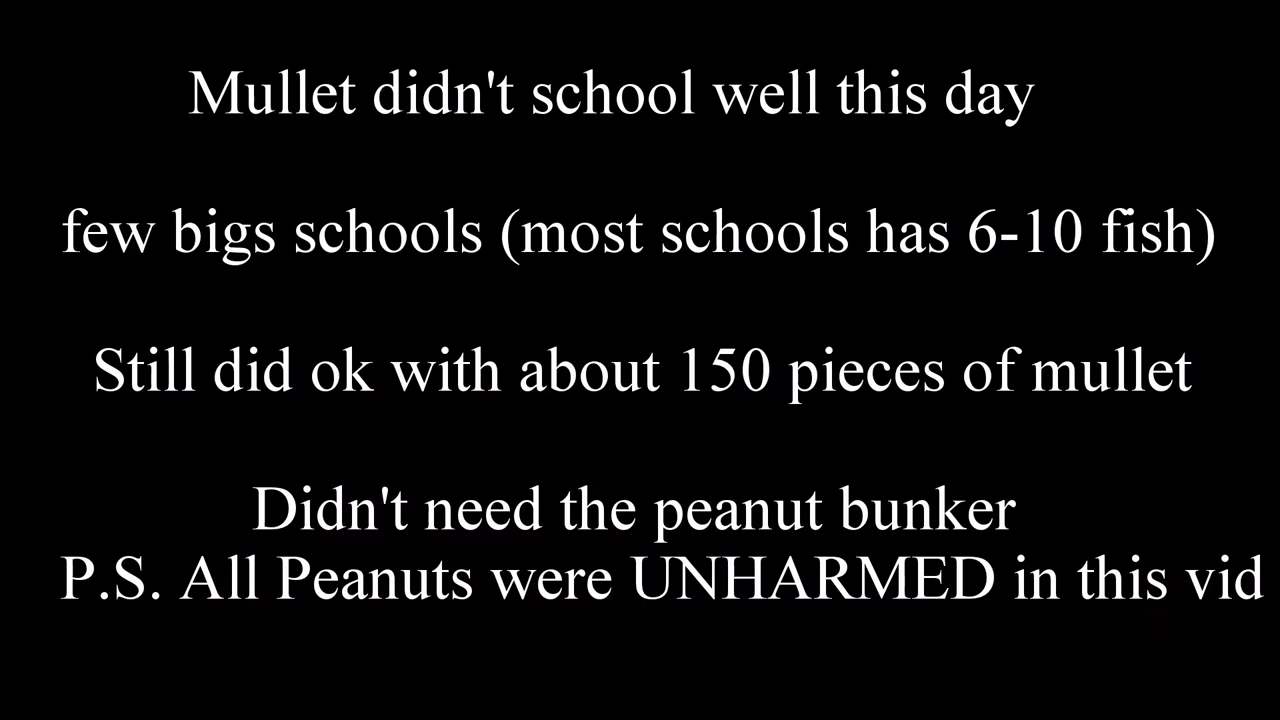 Mullet didn't school well this day
few bigs schools (most schools has 6-10 fish)
Still did ok with about 150 pieces of mullet
Didn't need the peanut bunker
P.S. All Peanuts were UNHARMED in this vid